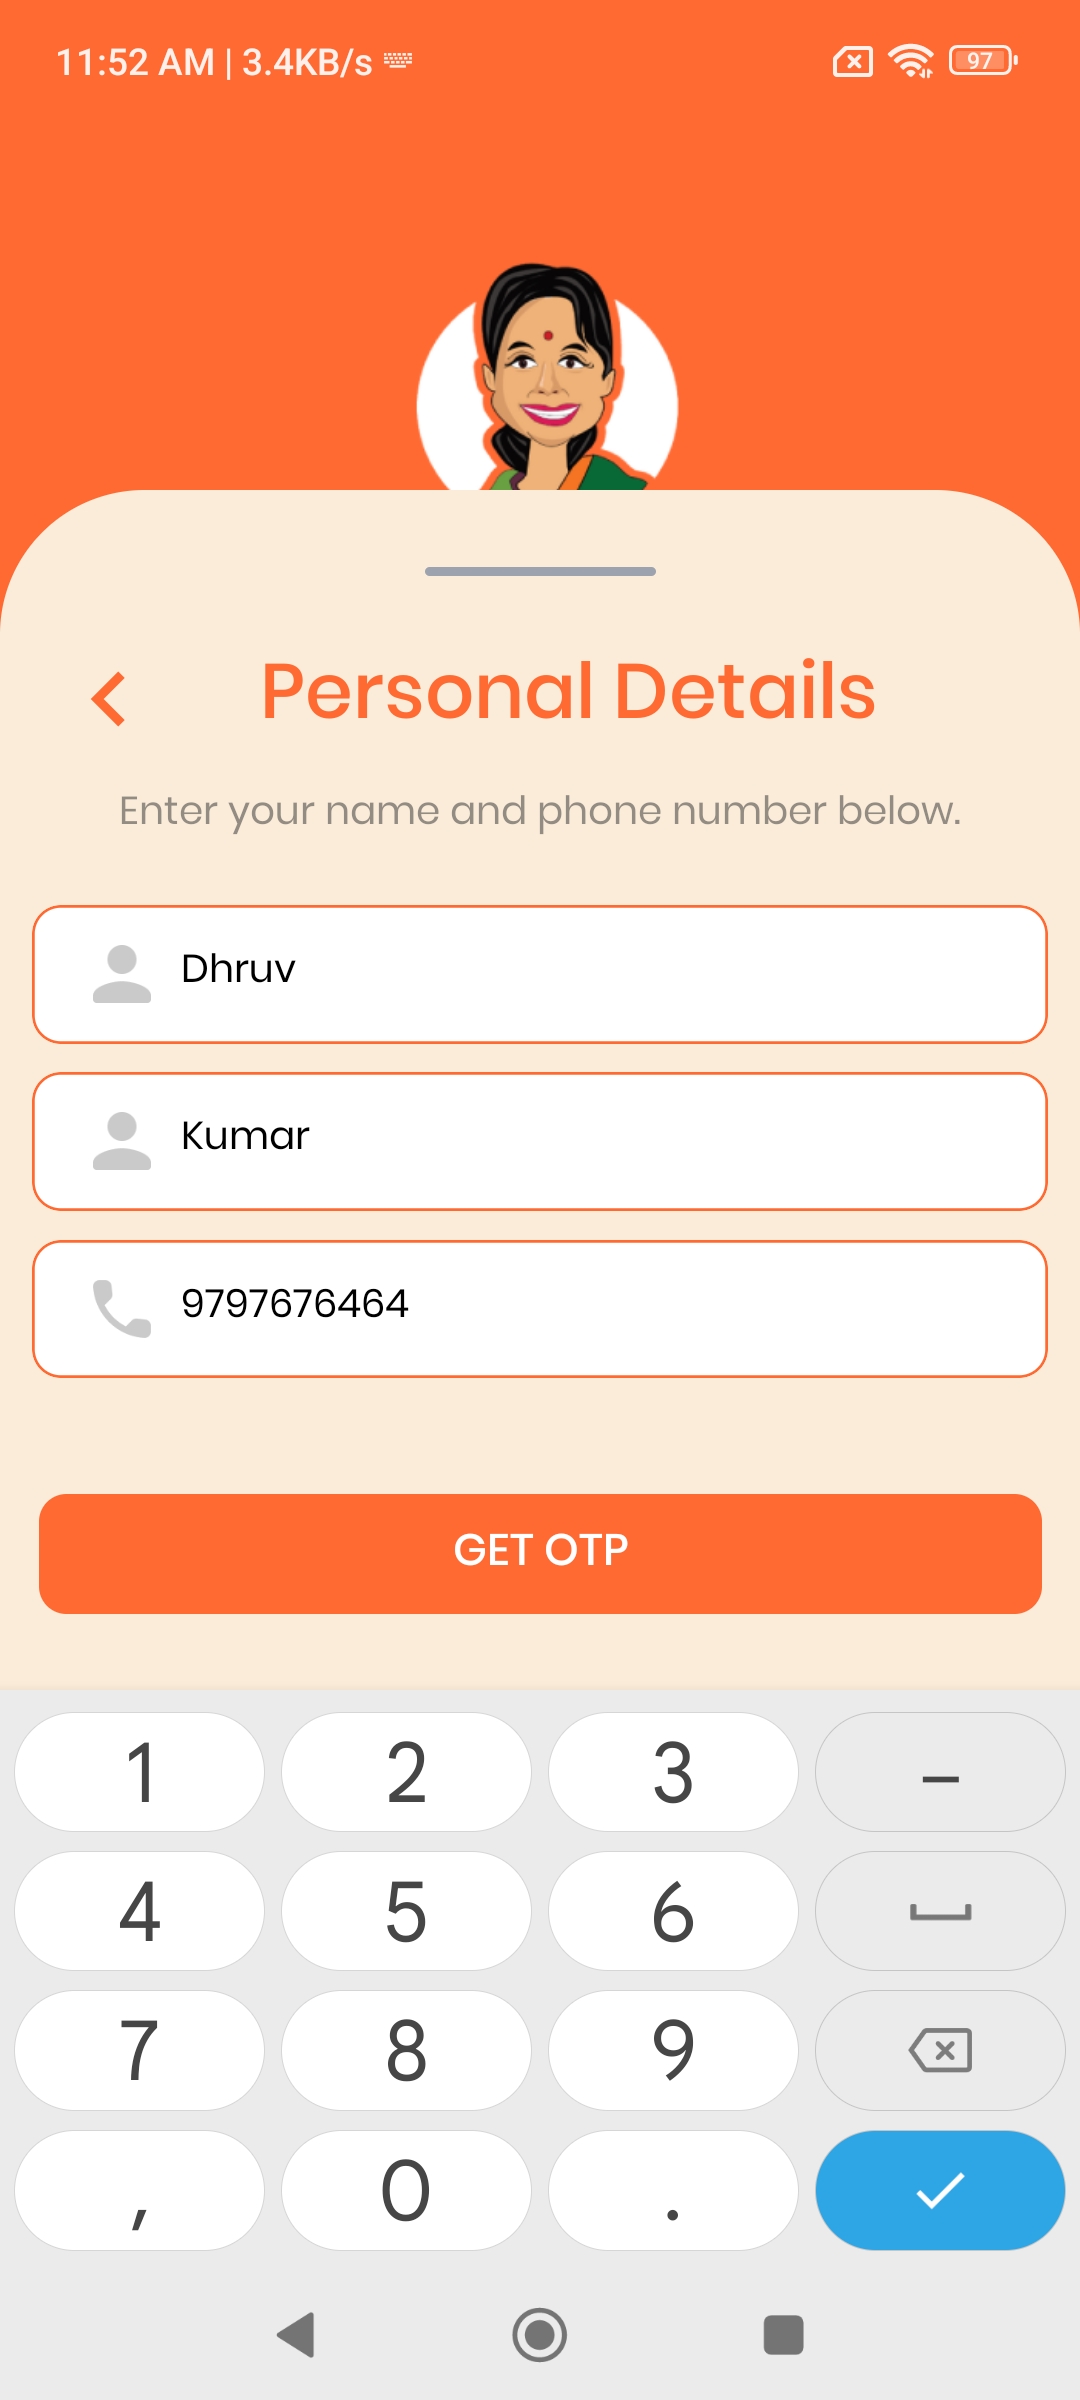 11:52 AM | 3.4KB/s
97
Personal Details
Enter your name and phone number below.
Dhruv
Kumar
9797676464
GET OTP
1 2 3 –
4 5 6
7 8 9
, 0 .